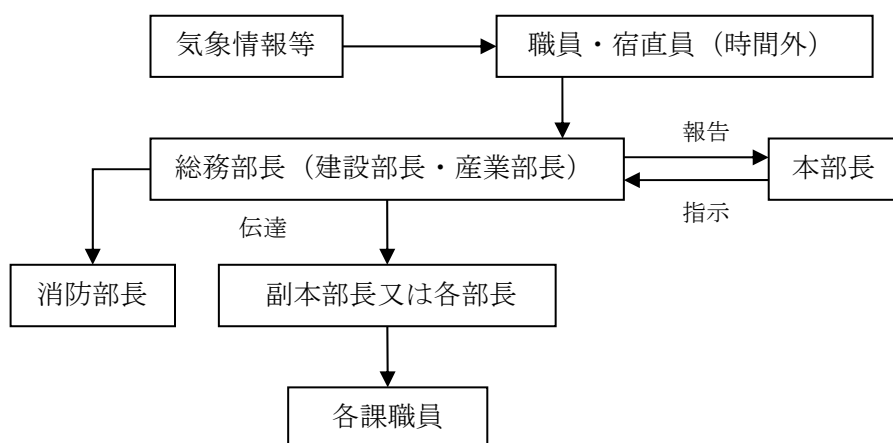 気象情報等
職員・宿直員（時間外）
報告
総務部長（建設部長・産業部長）
本部長
指示
伝達
消防部長
副本部長又は各部長
各課職員